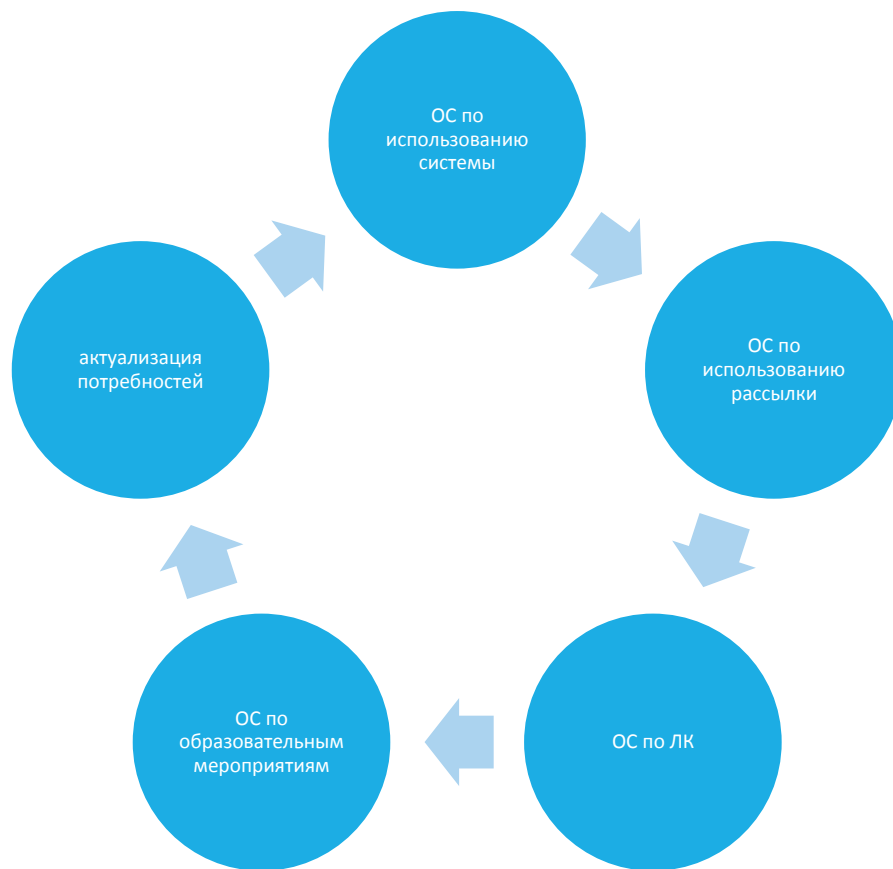 ОС по
использованию
системы
ОС по
использованию
рассылки
ОС по ЛК
ОС по
образовательным
мероприятиям
актуализация
потребностей